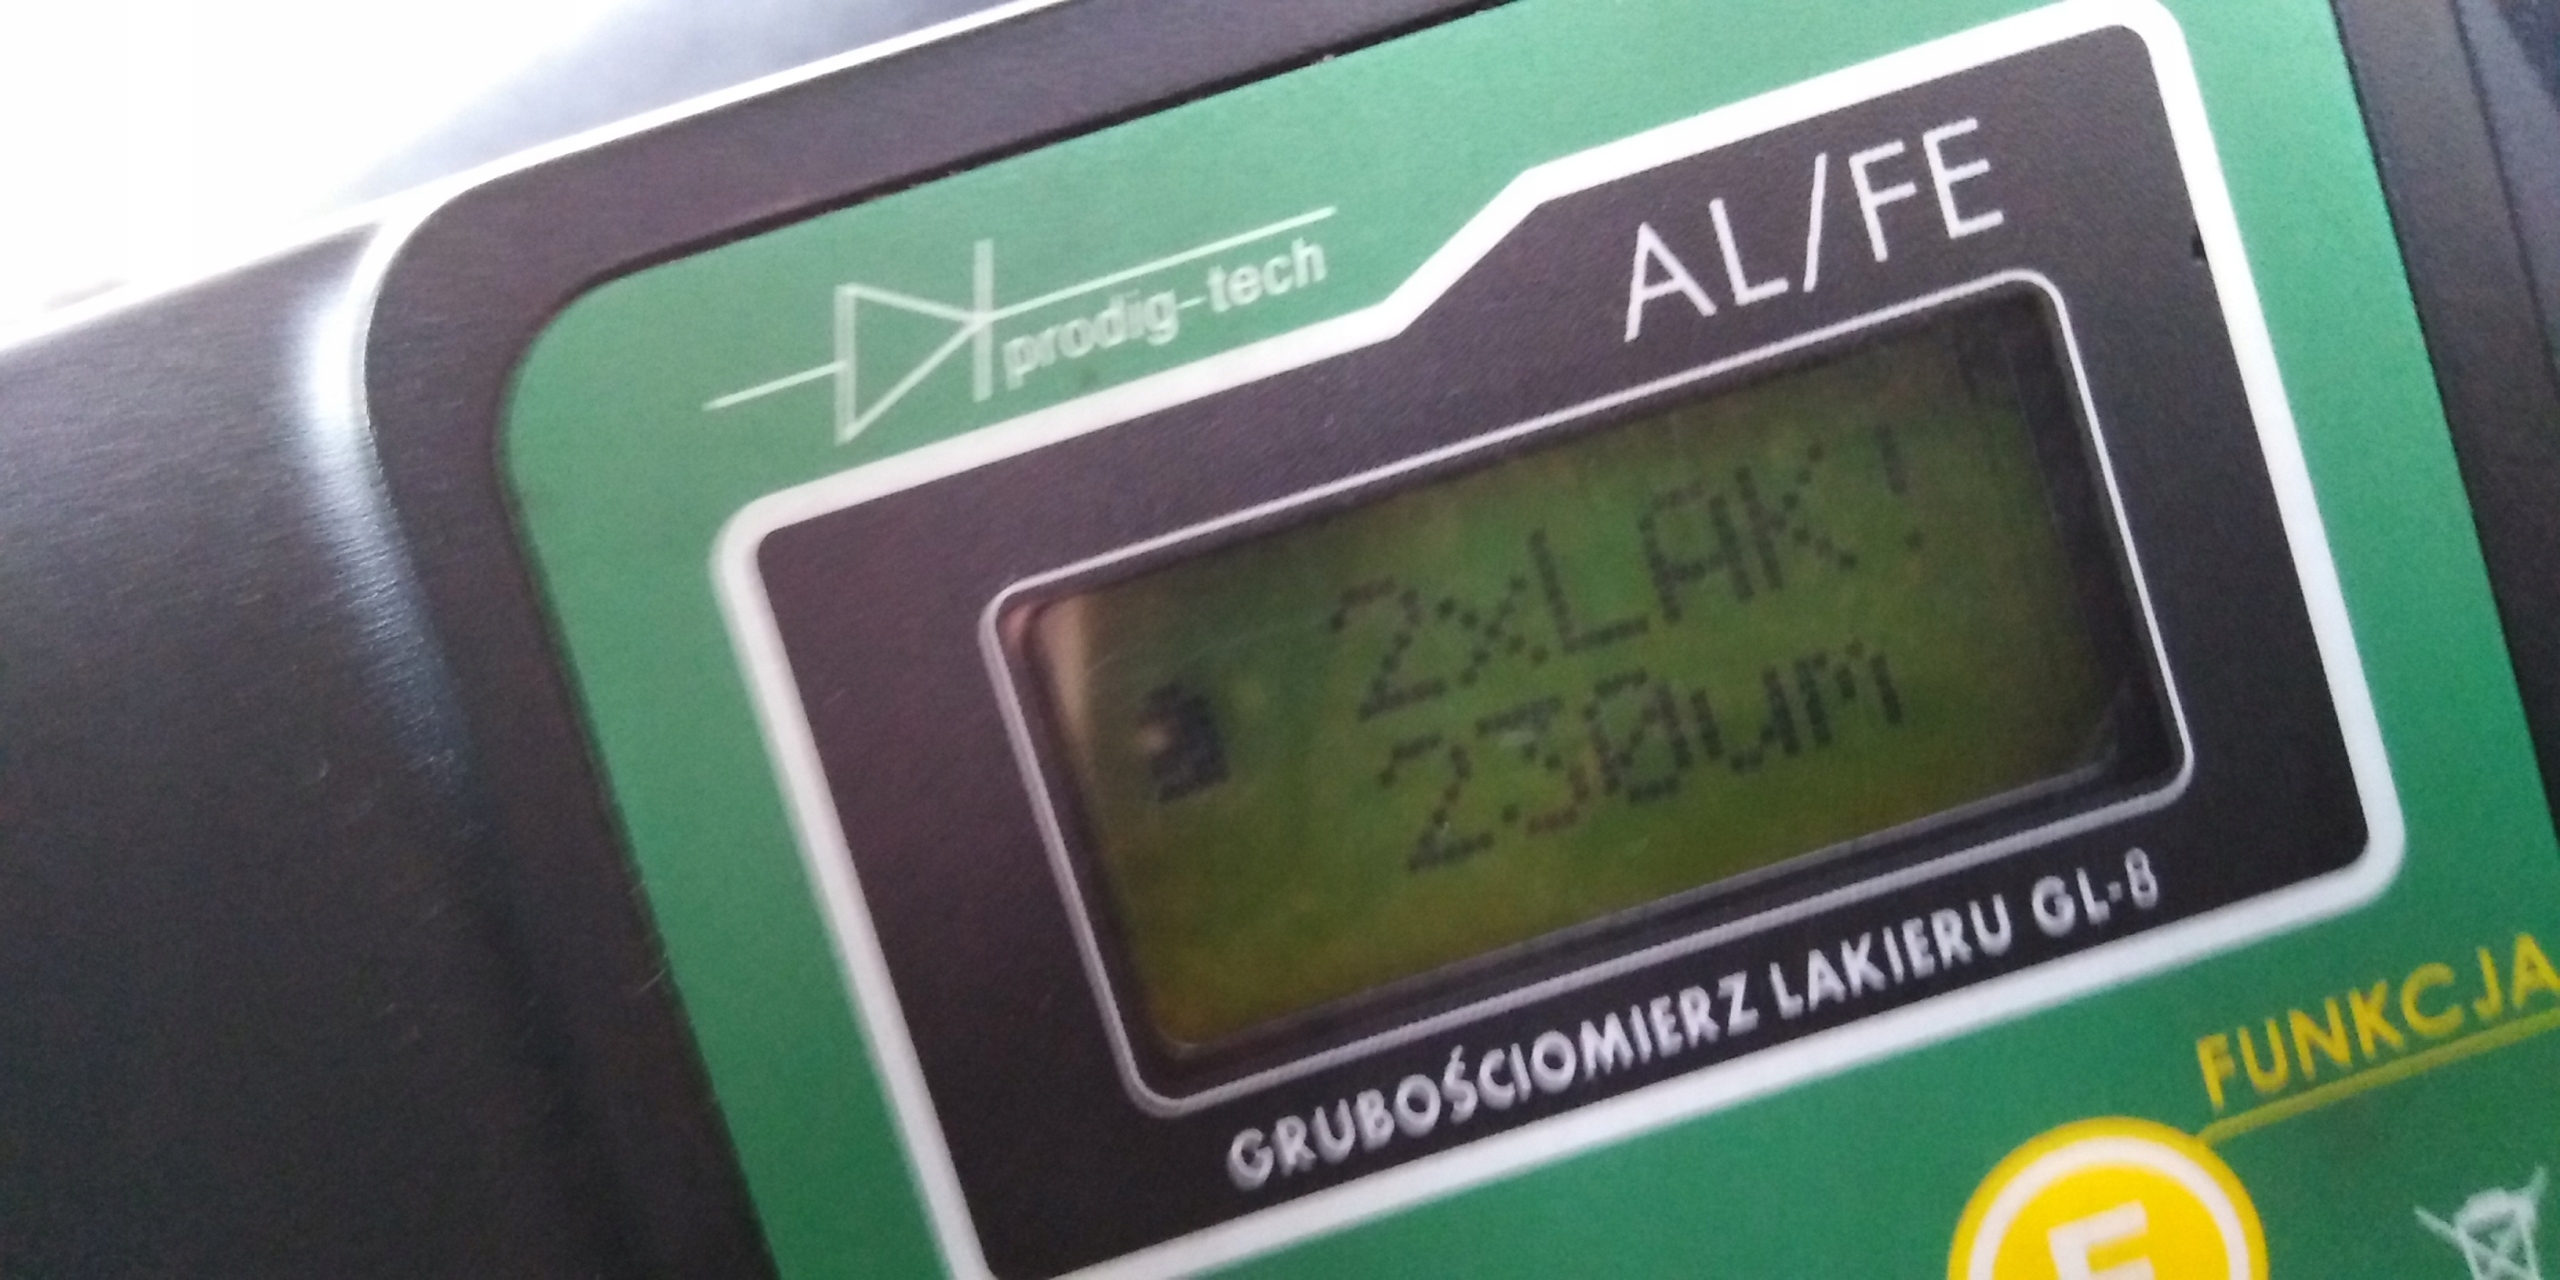 AL/FE
prodig-tech
2xLAK!
230um
GRUBOŚCIOMIERZ LAKIERU GL-8
FUNKCJA
F